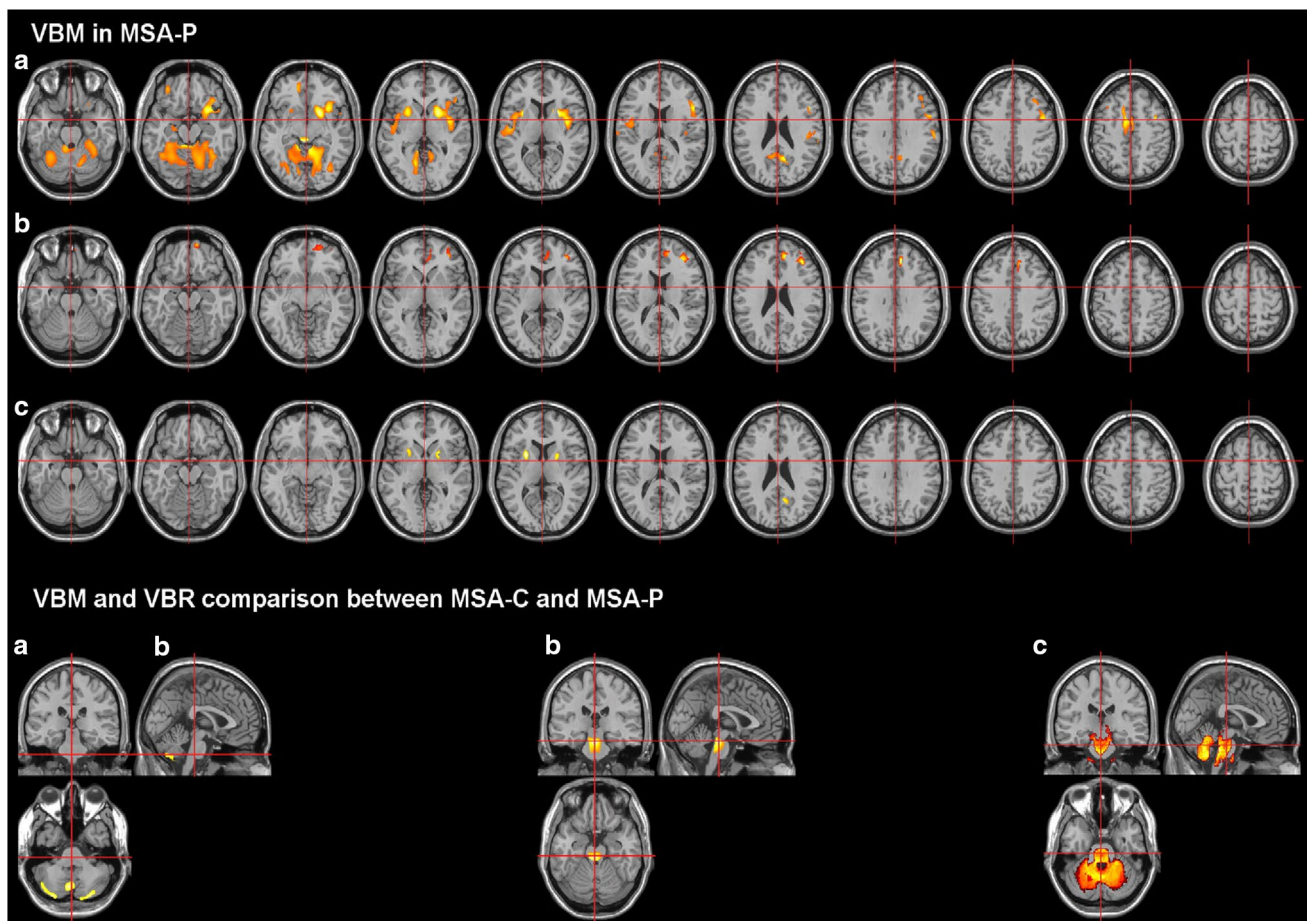 VBM in MSA-P
a
b
c
VBM and VBR comparison between MSA-C and MSA-P
a b b c